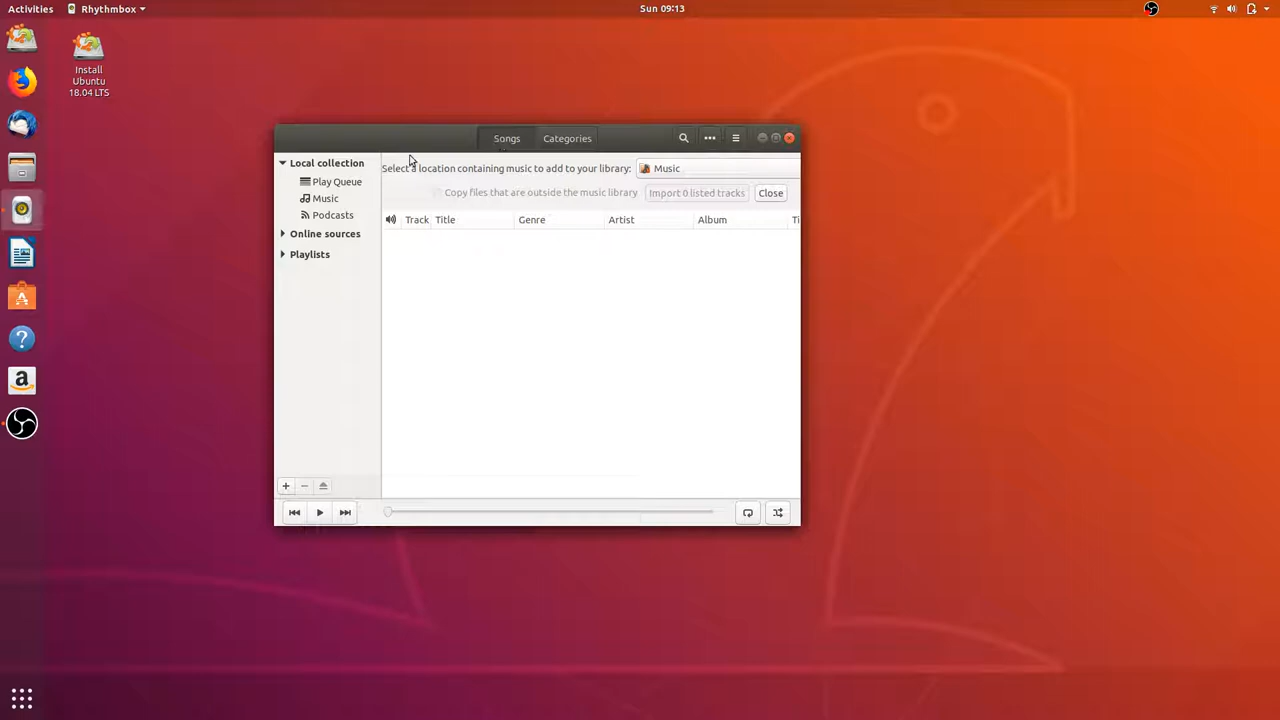 Activities Rhythmbox Sun 09:13
Install
Ubuntu
18.04 LTS
Songs Categories
Local collection
Play Queue
Music
Podcasts
Online sources
Playlists
Select a location containing music to add to your library: Music
Copy files that are outside the music library Import 0 listed tracks Close
Track Title Genre Artist Album Ti